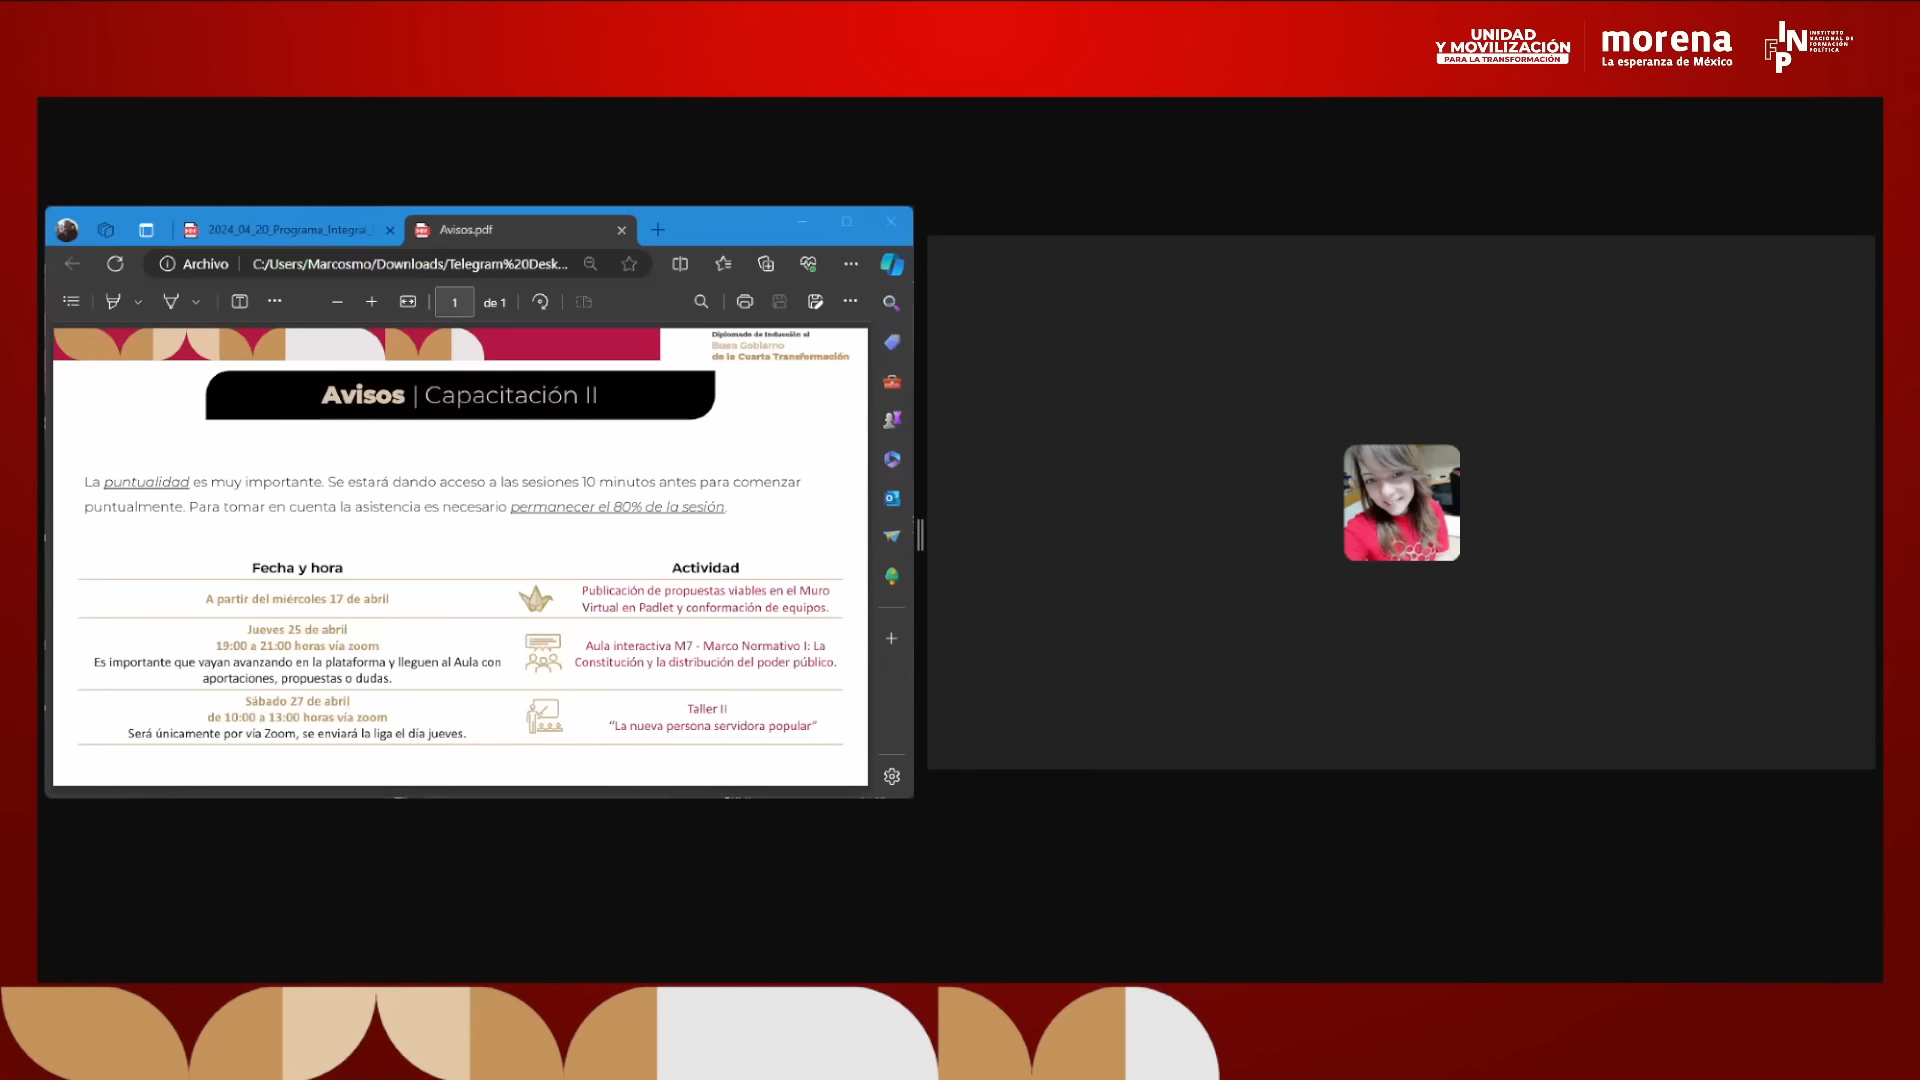 UNIDAD
Y MOVILIZACIÓN
PARA LA TRANSFORMACIÓN
morena
La esperanza de México
INFP
INSTITUTO
NACIONAL DE
FORMACIÓN
POLÍTICA
2024_04_20_Programa_Integral_
Avisos.pdf
Archivo
C:/Users/Marcosmo/Downloads/Telegram%20Desk...
1
de 1
Diplomado de Inducción al
Buen Gobierno
de la Cuarta Transformación
Avisos | Capacitación II
La puntualidad es muy importante. Se estará dando acceso a las sesiones 10 minutos antes para comenzar
puntualmente. Para tomar en cuenta la asistencia es necesario permanecer el 80% de la sesión.
Fecha y hora
Actividad
A partir del miércoles 17 de abril
Publicación de propuestas viables en el Muro
Virtual en Padlet y conformación de equipos.
Jueves 25 de abril
19:00 a 21:00 horas vía zoom
Es importante que vayan avanzando en la plataforma y lleguen al Aula con
aportaciones, propuestas o dudas.
Aula interactiva M7 - Marco Normativo I: La
Constitución y la distribución del poder público.
Sábado 27 de abril
de 10:00 a 13:00 horas vía zoom
Será únicamente por vía Zoom, se enviará la liga el día jueves.
Taller II
“La nueva persona servidora popular”